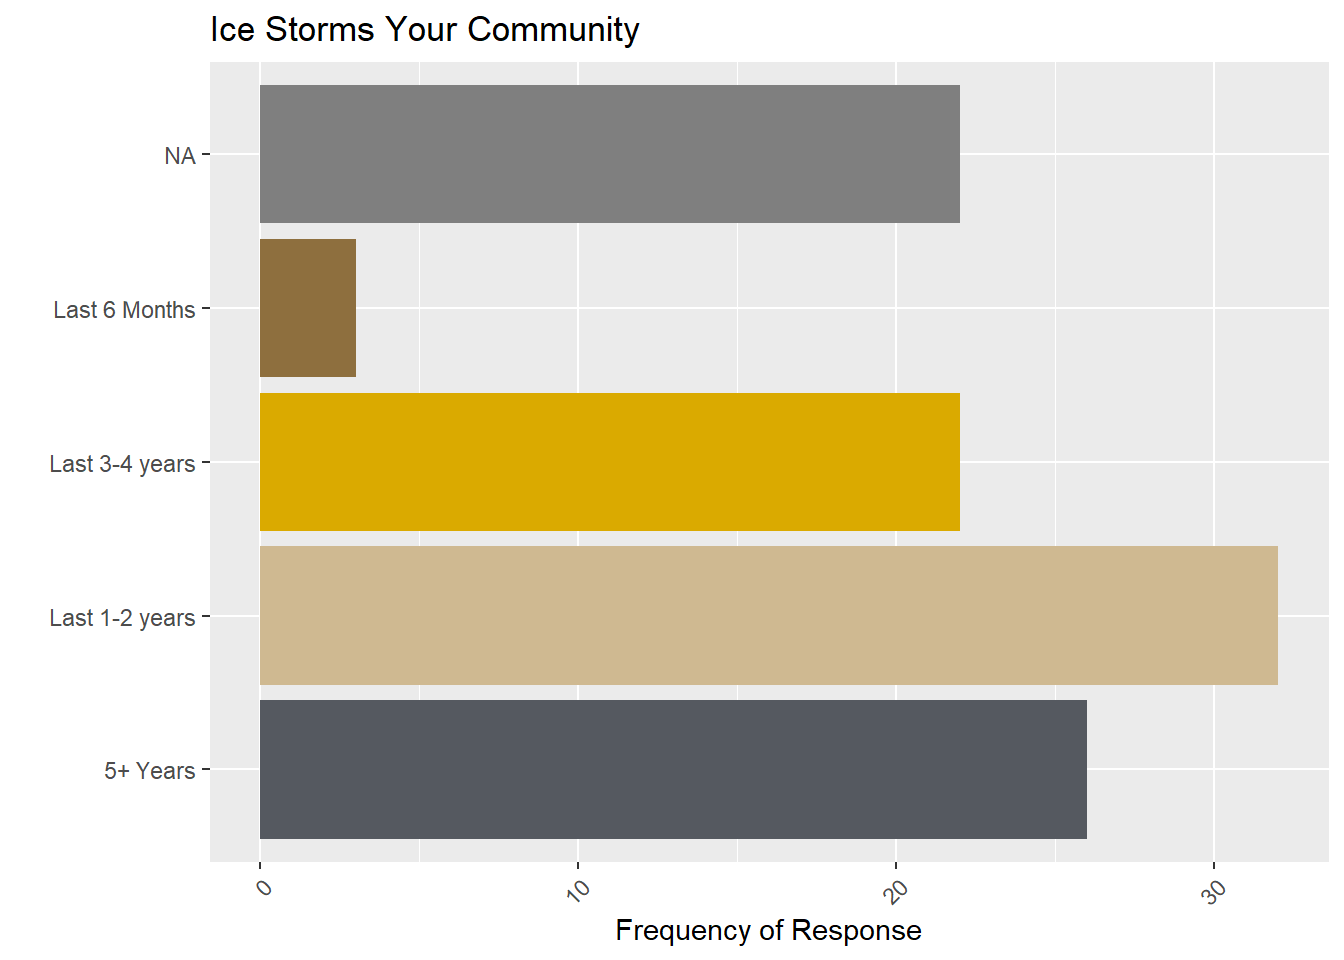 Ice Storms Your Community
NA
Last 6 Months
Last 3-4 years
Last 1-2 years
5+ Years
0
10
20
30
Frequency of Response